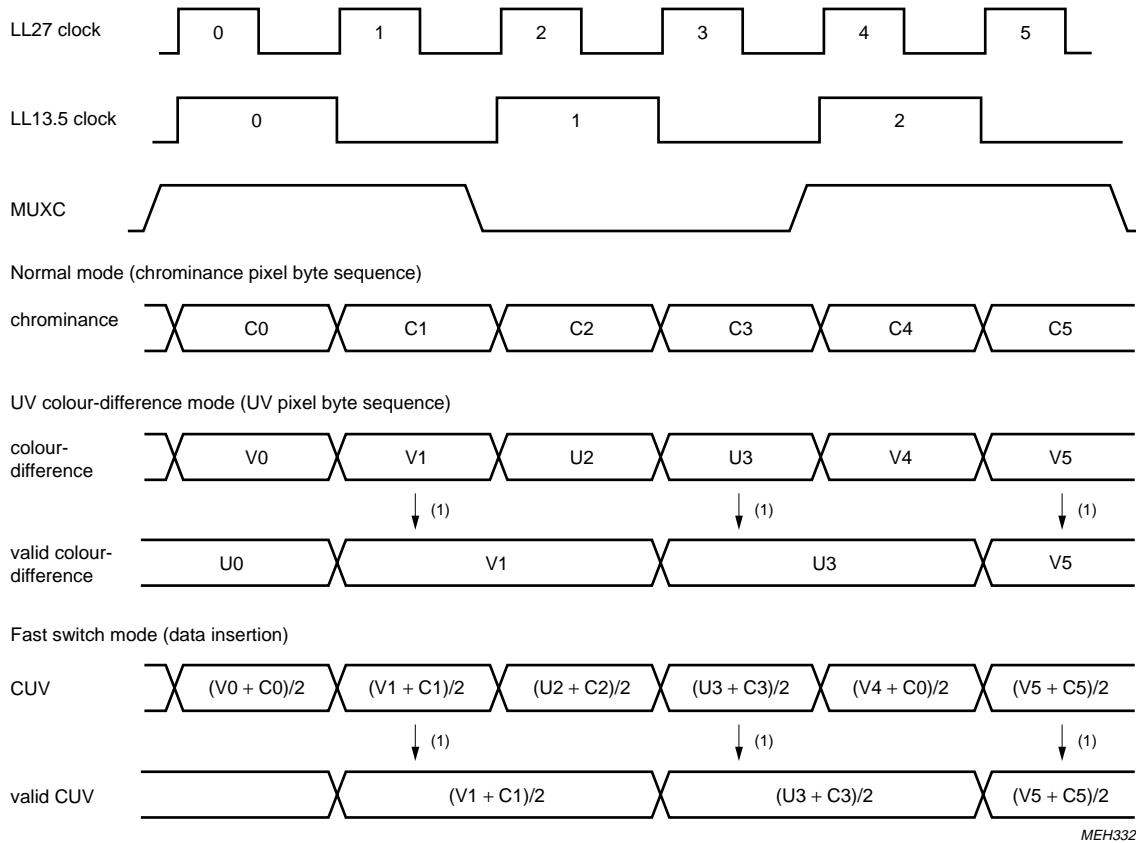 LL27 clock 0 1 2 3 4 5
LL13.5 clock 0 1 2
MUXC
Normal mode (chrominance pixel byte sequence)
chrominance C0 C1 C2 C3 C4 C5
UV colour-difference mode (UV pixel byte sequence)
colour-
difference V0 V1 U2 U3 V4 V5
(1) (1) (1)
valid colour-
difference U0 V1 U3 V5
Fast switch mode (data insertion)
CUV (V0 + C0)/2 (V1 + C1)/2 (U2 + C2)/2 (U3 + C3)/2 (V4 + C0)/2 (V5 + C5)/2
(1) (1) (1)
valid CUV (V1 + C1)/2 (U3 + C3)/2 (V5 + C5)/2
MEH332